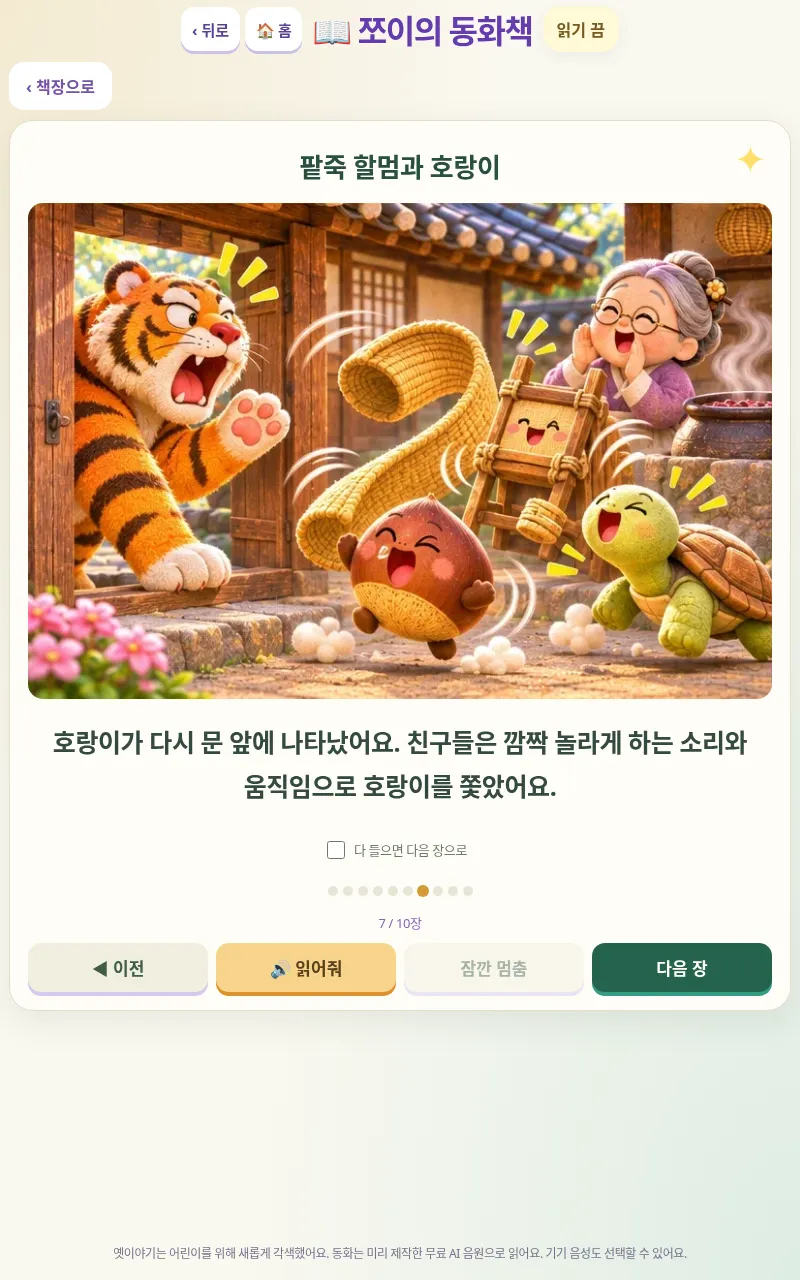 ‹ 뒤로
🏠 홈
📖 쪼이의 동화책
읽기 끝
‹ 책장으로
팥죽 할멈과 호랑이
호랑이가 다시 문 앞에 나타났어요. 친구들은 깜짝 놀라게 하는 소리와
움직임으로 호랑이를 쫓았어요.
다 들으면 다음 장으로
7 / 10장
◀ 이전
🔊 읽어줘
잠깐 멈춤
다음 장
옛이야기는 어린이를 위해 새롭게 각색했어요. 동화는 미리 제작한 무료 AI 음원으로 읽어요. 기기 음성도 선택할 수 있어요.